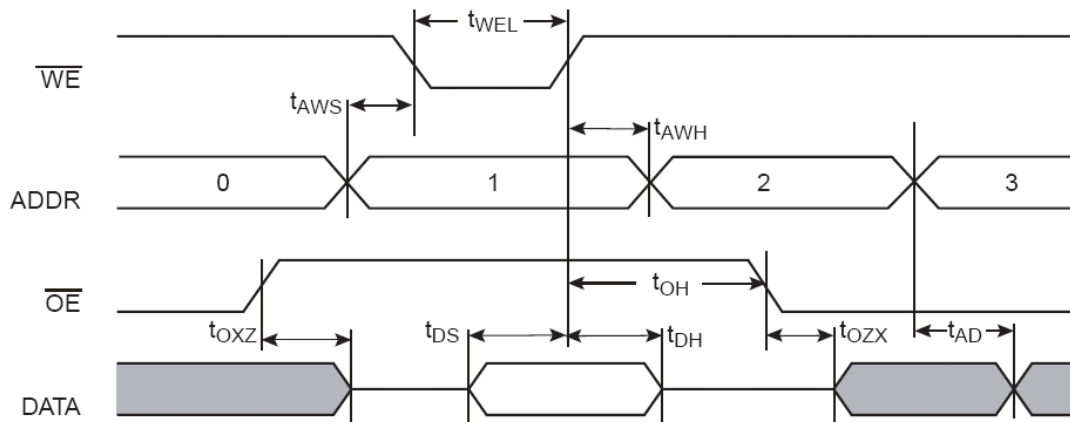 tWEL
WE
tAWS
tAWH
ADDR
0
1
2
3
OE
tOH
tOXZ
tDS
tDH
tOZX
tAD
DATA